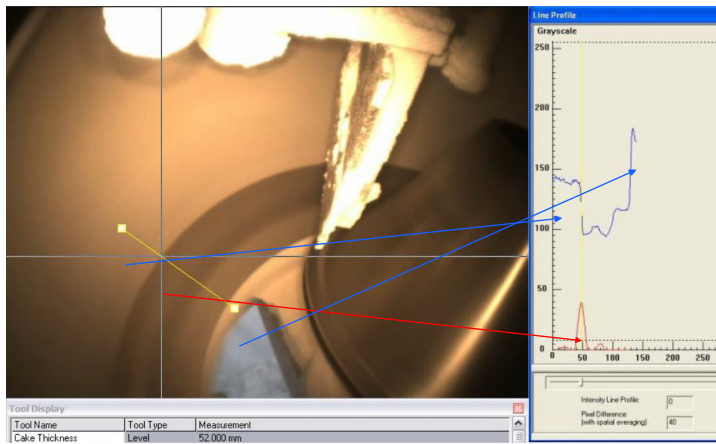 Line Profile
Grayscale
250
200
150
100
50
0
0 50 100 150 200 250
Intensity Line Profile: 0
Pixel Difference:
(with spatial averaging) 40
Tool Display
Tool Name Tool Type Measurement
Cake Thickness Level 52.000 mm